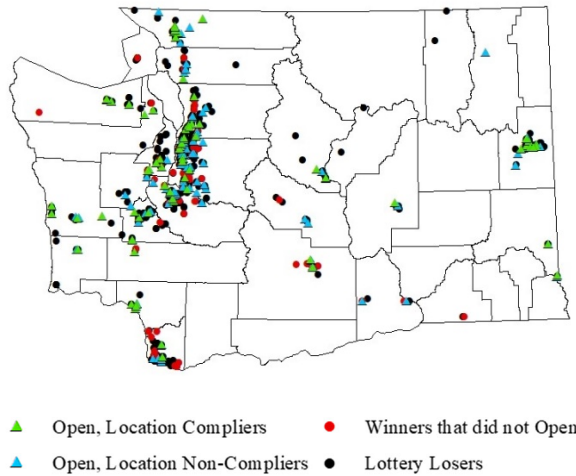 Open, Location Compliers
Winners that did not Open
Open, Location Non-Compliers
Lottery Losers